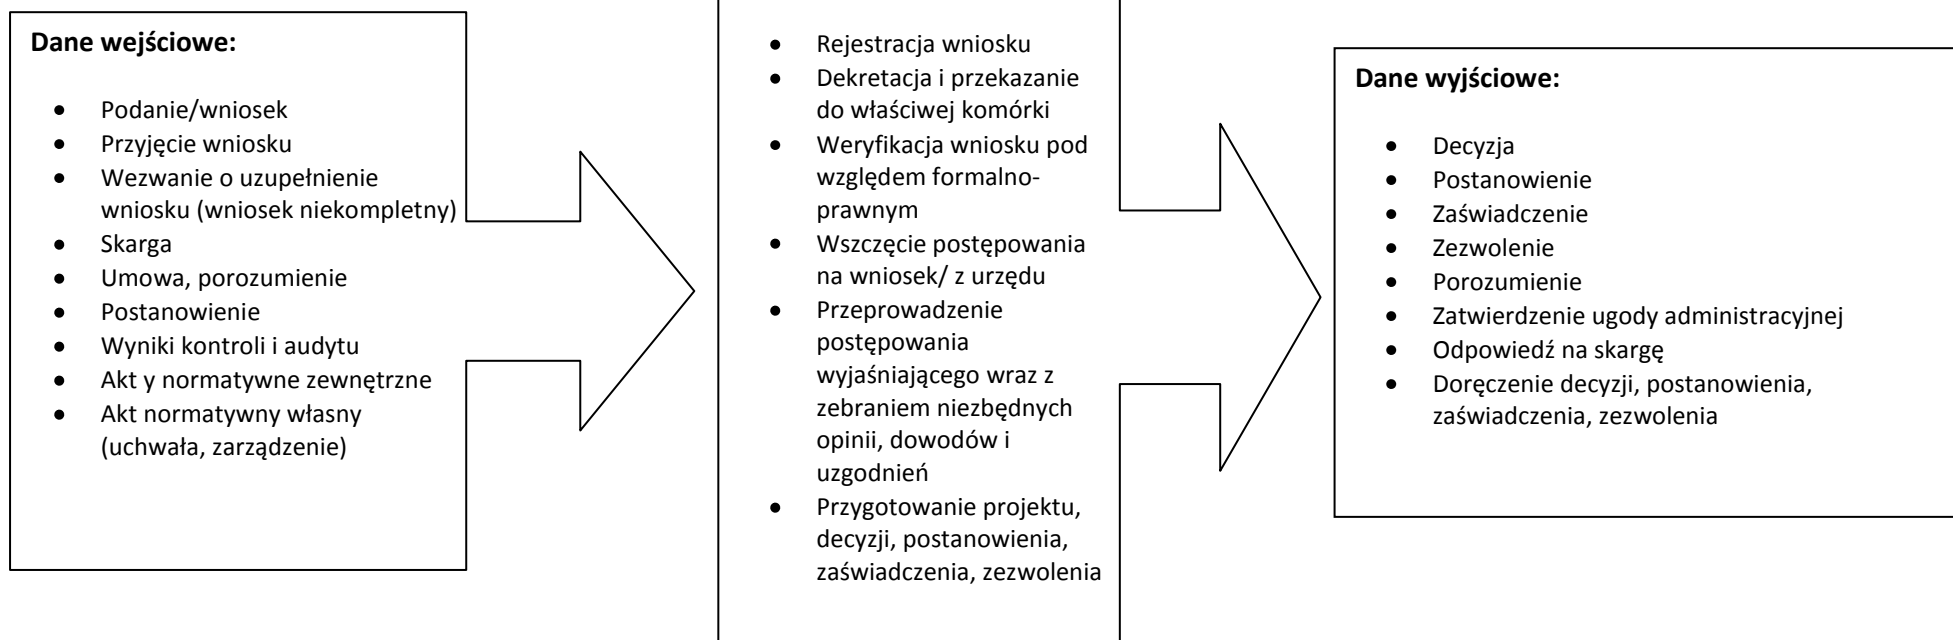 Dane wejściowe:
• Podanie/wniosek
• Przyjęcie wniosku
• Wezwanie o uzupełnienie
wniosku (wniosek niekompletny)
• Skarga
• Umowa, porozumienie
• Postanowienie
• Wyniki kontroli i audytu
• Akt y normatywne zewnętrzne
• Akt normatywny własny
(uchwała, zarządzenie)
• Rejestracja wniosku
• Dekretacja i przekazanie
do właściwej komórki
• Weryfikacja wniosku pod
względem formalno-
prawnym
• Wszczęcie postępowania
na wniosek/ z urzędu
• Przeprowadzenie
postępowania
wyjaśniającego wraz z
zebraniem niezbędnych
opinii, dowodów i
uzgodnień
• Przygotowanie projektu,
decyzji, postanowienia,
zaświadczenia, zezwolenia
Dane wyjściowe:
• Decyzja
• Postanowienie
• Zaświadczenie
• Zezwolenie
• Porozumienie
• Zatwierdzenie ugody administracyjnej
• Odpowiedź na skargę
• Doręczenie decyzji, postanowienia,
zaświadczenia, zezwolenia